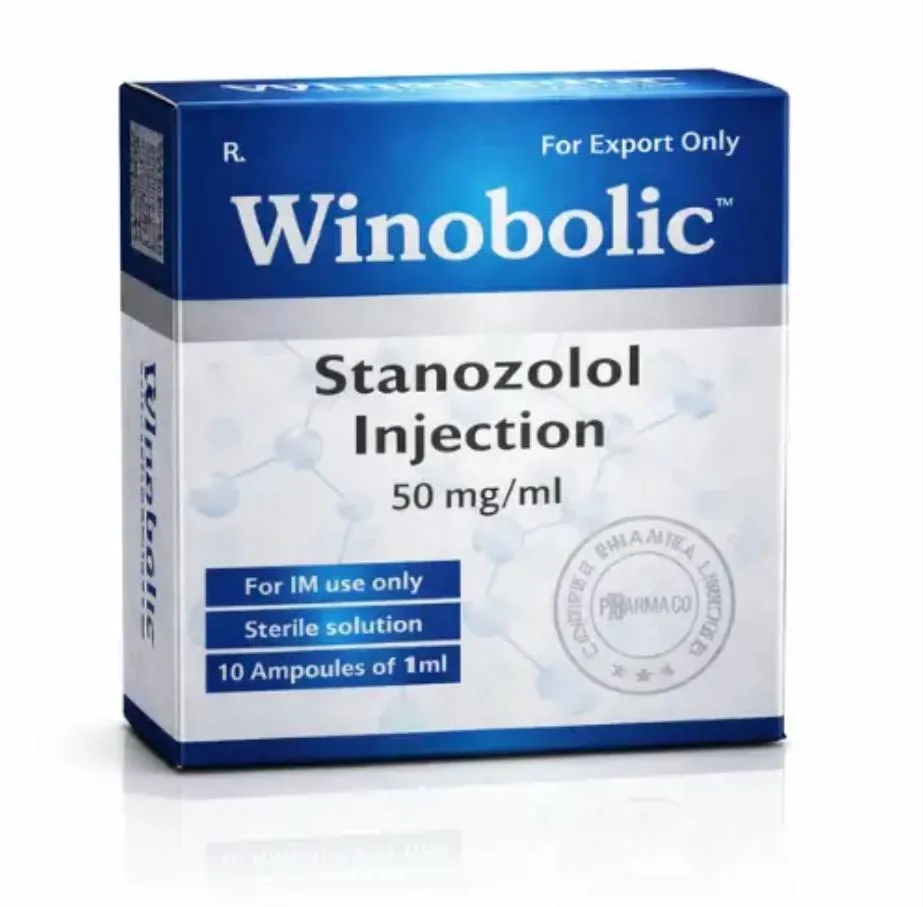 R.
For Export Only
Winobolic™
Stanozolol
Injection
50 mg/ml
For IM use only
Sterile solution
10 Ampoules of 1ml
Winobolic